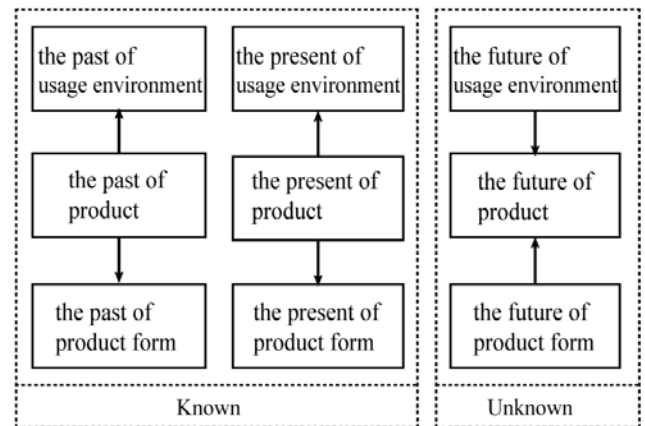 the past of
usage environment
the present of
usage environment
the future of
usage environment
the past of
product
the present of
product
the future of
product
the past of
product form
the present of
product form
the future of
product form
Known
Unknown